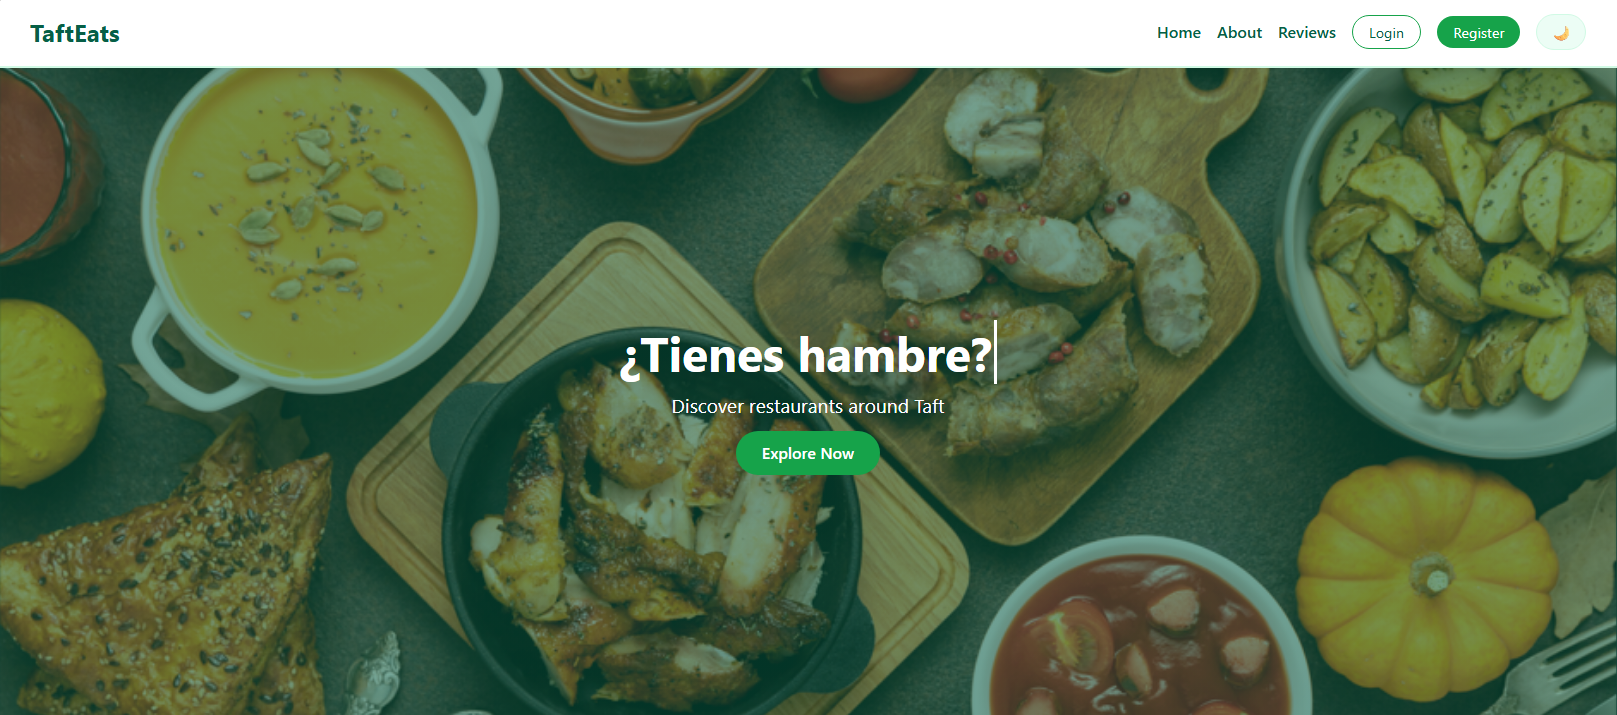 TaftEats
Home About Reviews Login Register
¿Tienes hambre?
Discover restaurants around Taft
Explore Now